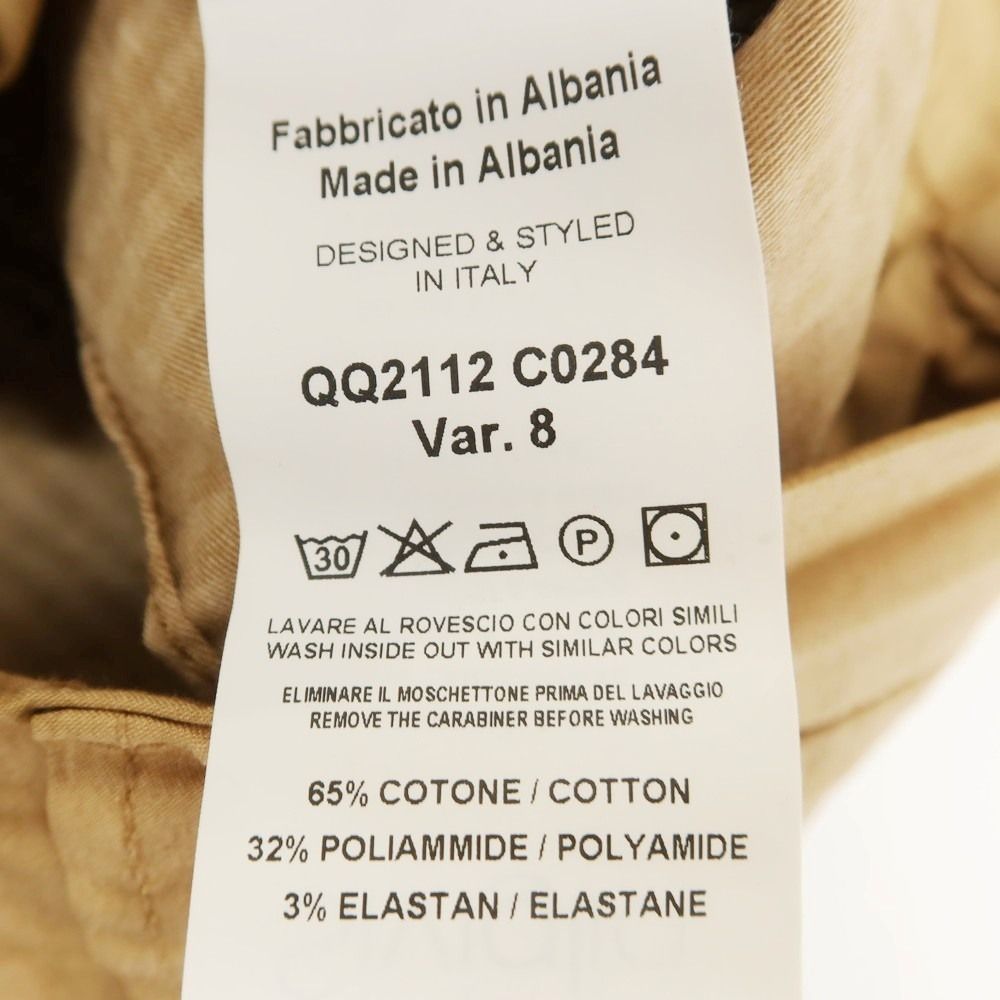 Fabbricato in Albania
Made in Albania
DESIGNED & STYLED
IN ITALY
QQ2112 C0284
Var. 8
30 P
LAVARE AL ROVESCIO CON COLORI SIMILI
WASH INSIDE OUT WITH SIMILAR COLORS
ELIMINARE IL MOSCHETTONE PRIMA DEL LAVAGGIO
REMOVE THE CARABINER BEFORE WASHING
65% COTONE / COTTON
32% POLIAMMIDE / POLYAMIDE
3% ELASTAN / ELASTANE